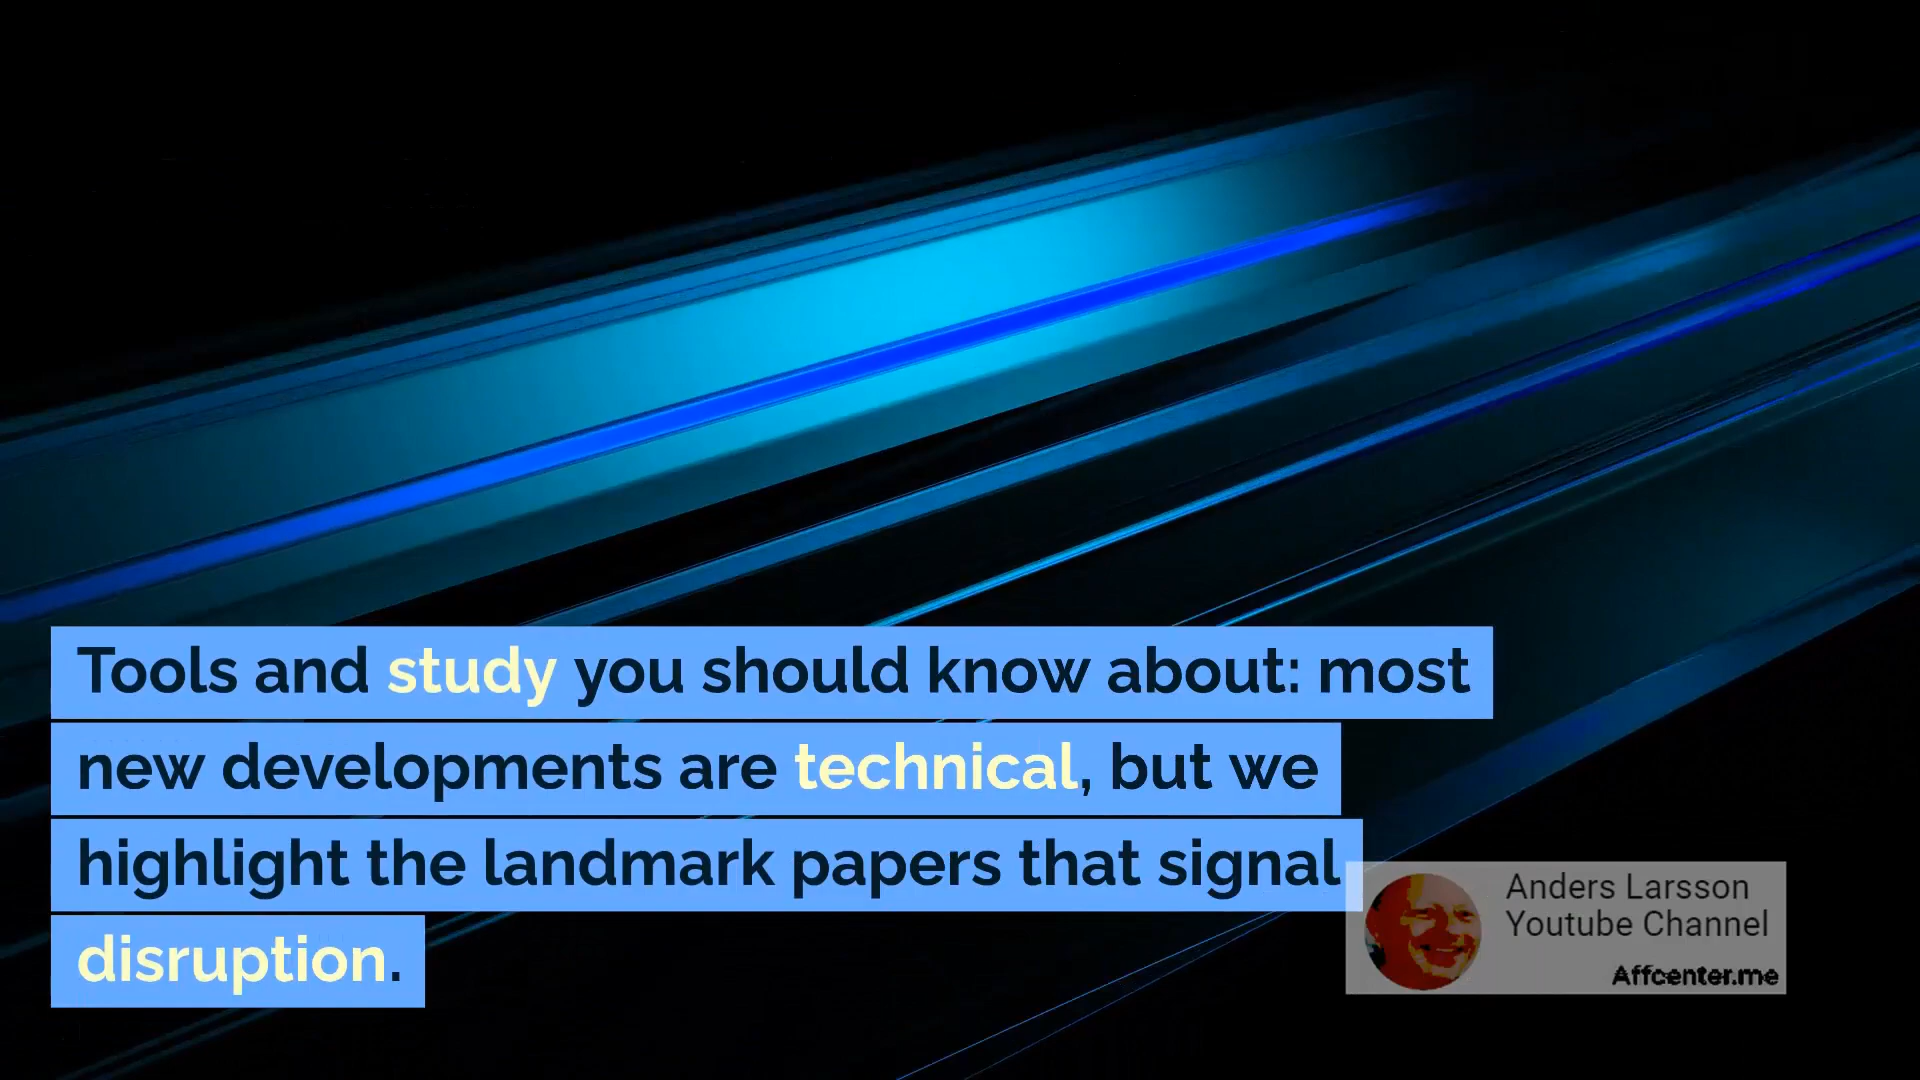 Tools and study you should know about: most
new developments are technical, but we
highlight the landmark papers that signal
disruption.
Anders Larsson
Youtube Channel
Affcenter.me